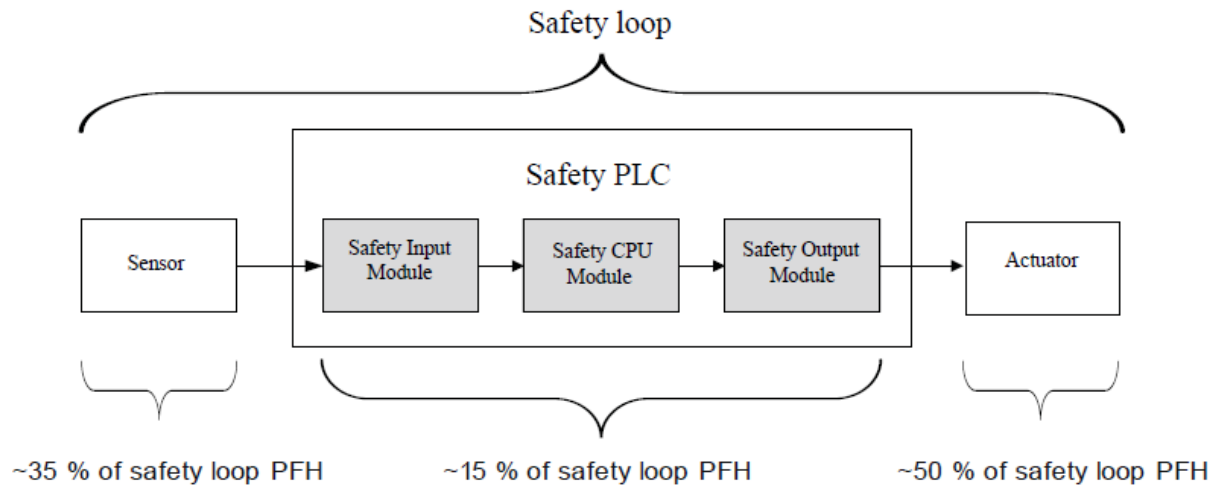 Safety loop
Safety PLC
Sensor
Safety Input
Module
Safety CPU
Module
Safety Output
Module
Actuator
~35 % of safety loop PFH
~15 % of safety loop PFH
~50 % of safety loop PFH